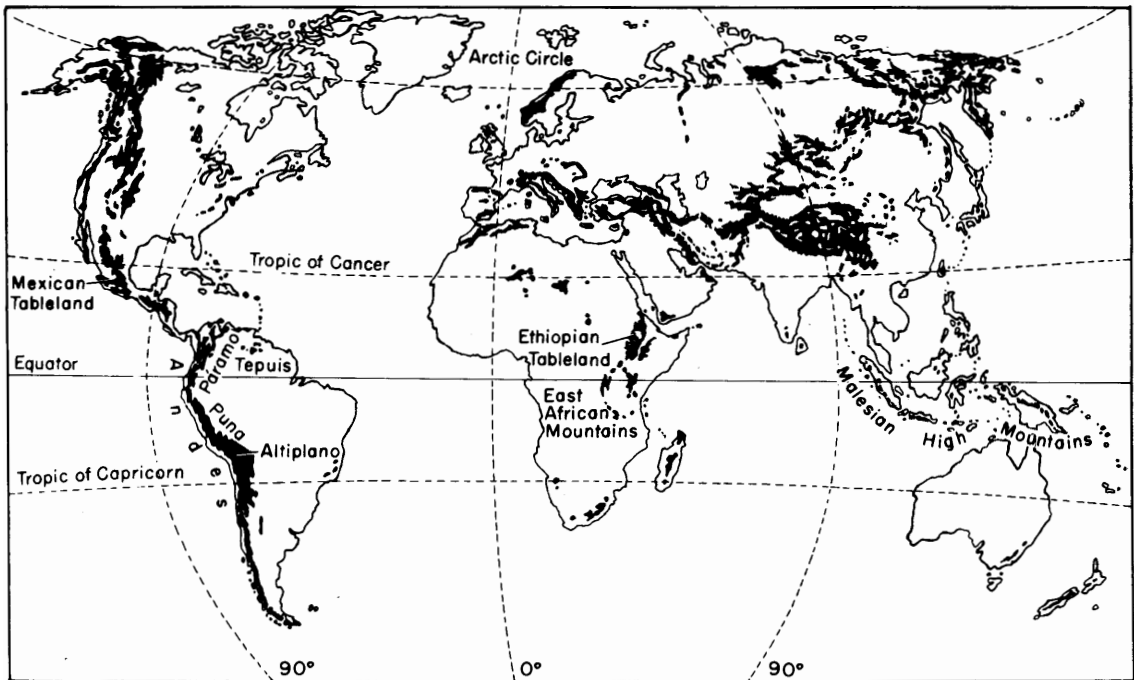 Arctic Circle
Tropic of Cancer
Mexican
Tableland
Ethiopian
Tableland
Equator
Paramo
Tepuis
Andes
East
African
Mountains
Malesian
High
Mountains
Puna
Altiplano
Tropic of Capricorn
90°
0°
90°